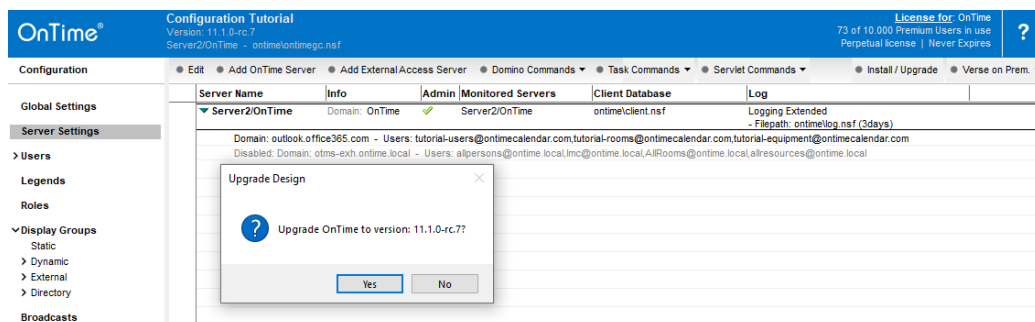 OnTime®
Configuration Tutorial
Version: 11.1.0-rc.7
Server2/OnTime - ontime\ontimegc.nsf
License for: OnTime
73 of 10.000 Premium Users in use
Perpetual license | Never Expires
?
Configuration
Edit Add OnTime Server Add External Access Server Domino Commands Task Commands Servlet Commands Install / Upgrade Verse on Prem.
Global Settings
Server Settings
Users
Legends
Roles
Display Groups
Static
Dynamic
External
Directory
Broadcasts
Server Name Info Admin Monitored Servers Client Database Log
Server2/OnTime Domain: OnTime Server2/OnTime ontime\client.nsf Logging Extended
- Filepath: ontime\log.nsf (3days)
Domain: outlook.office365.com - Users: tutorial-users@ontimecalendar.com,tutorial-rooms@ontimecalendar.com,tutorial-equipment@ontimecalendar.com
Disabled: Domain: otms-exh.ontime.local - Users: allpersons@ontime.local,lmc@ontime.local,AllRooms@ontime.local,allresources@ontime.local
Upgrade Design
?
Upgrade OnTime to version: 11.1.0-rc.7?
Yes No